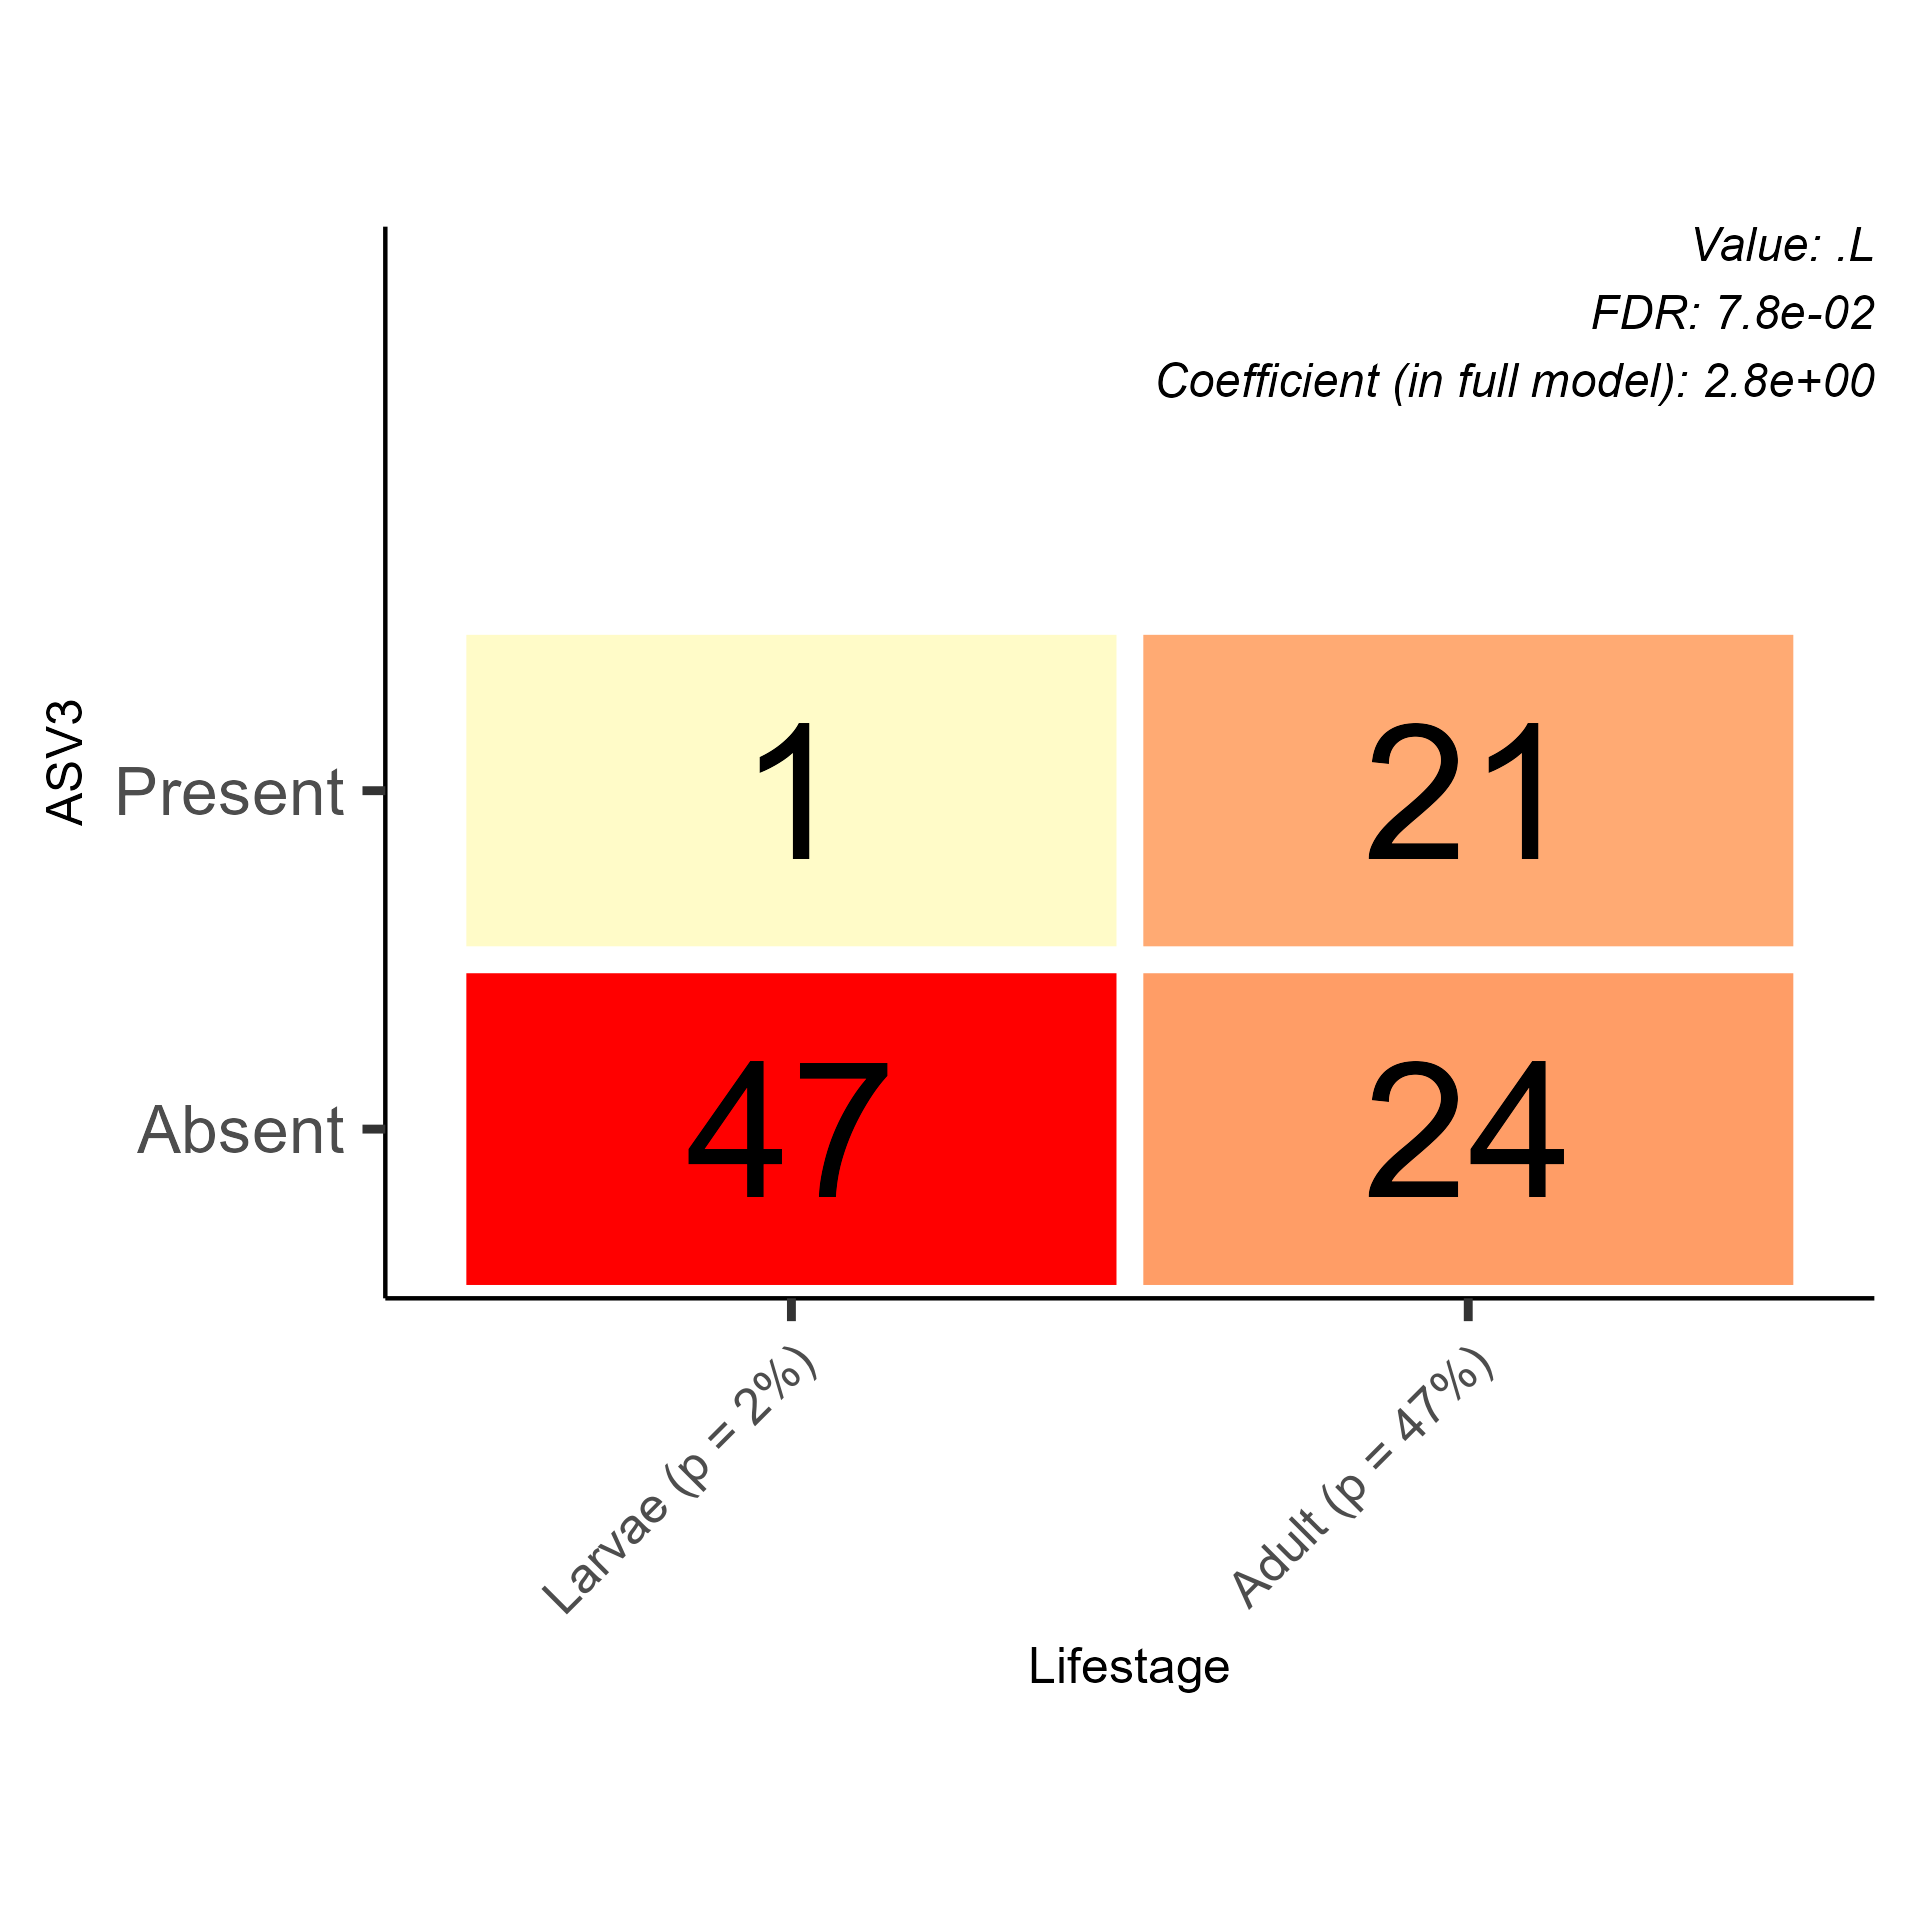 Value: .L
FDR: 7.8e-02
Coefficient (in full model): 2.8e+00
ASV3
Present
1
21
Absent
47
24
Larvae (p = 2%)
Adult (p = 47%)
Lifestage